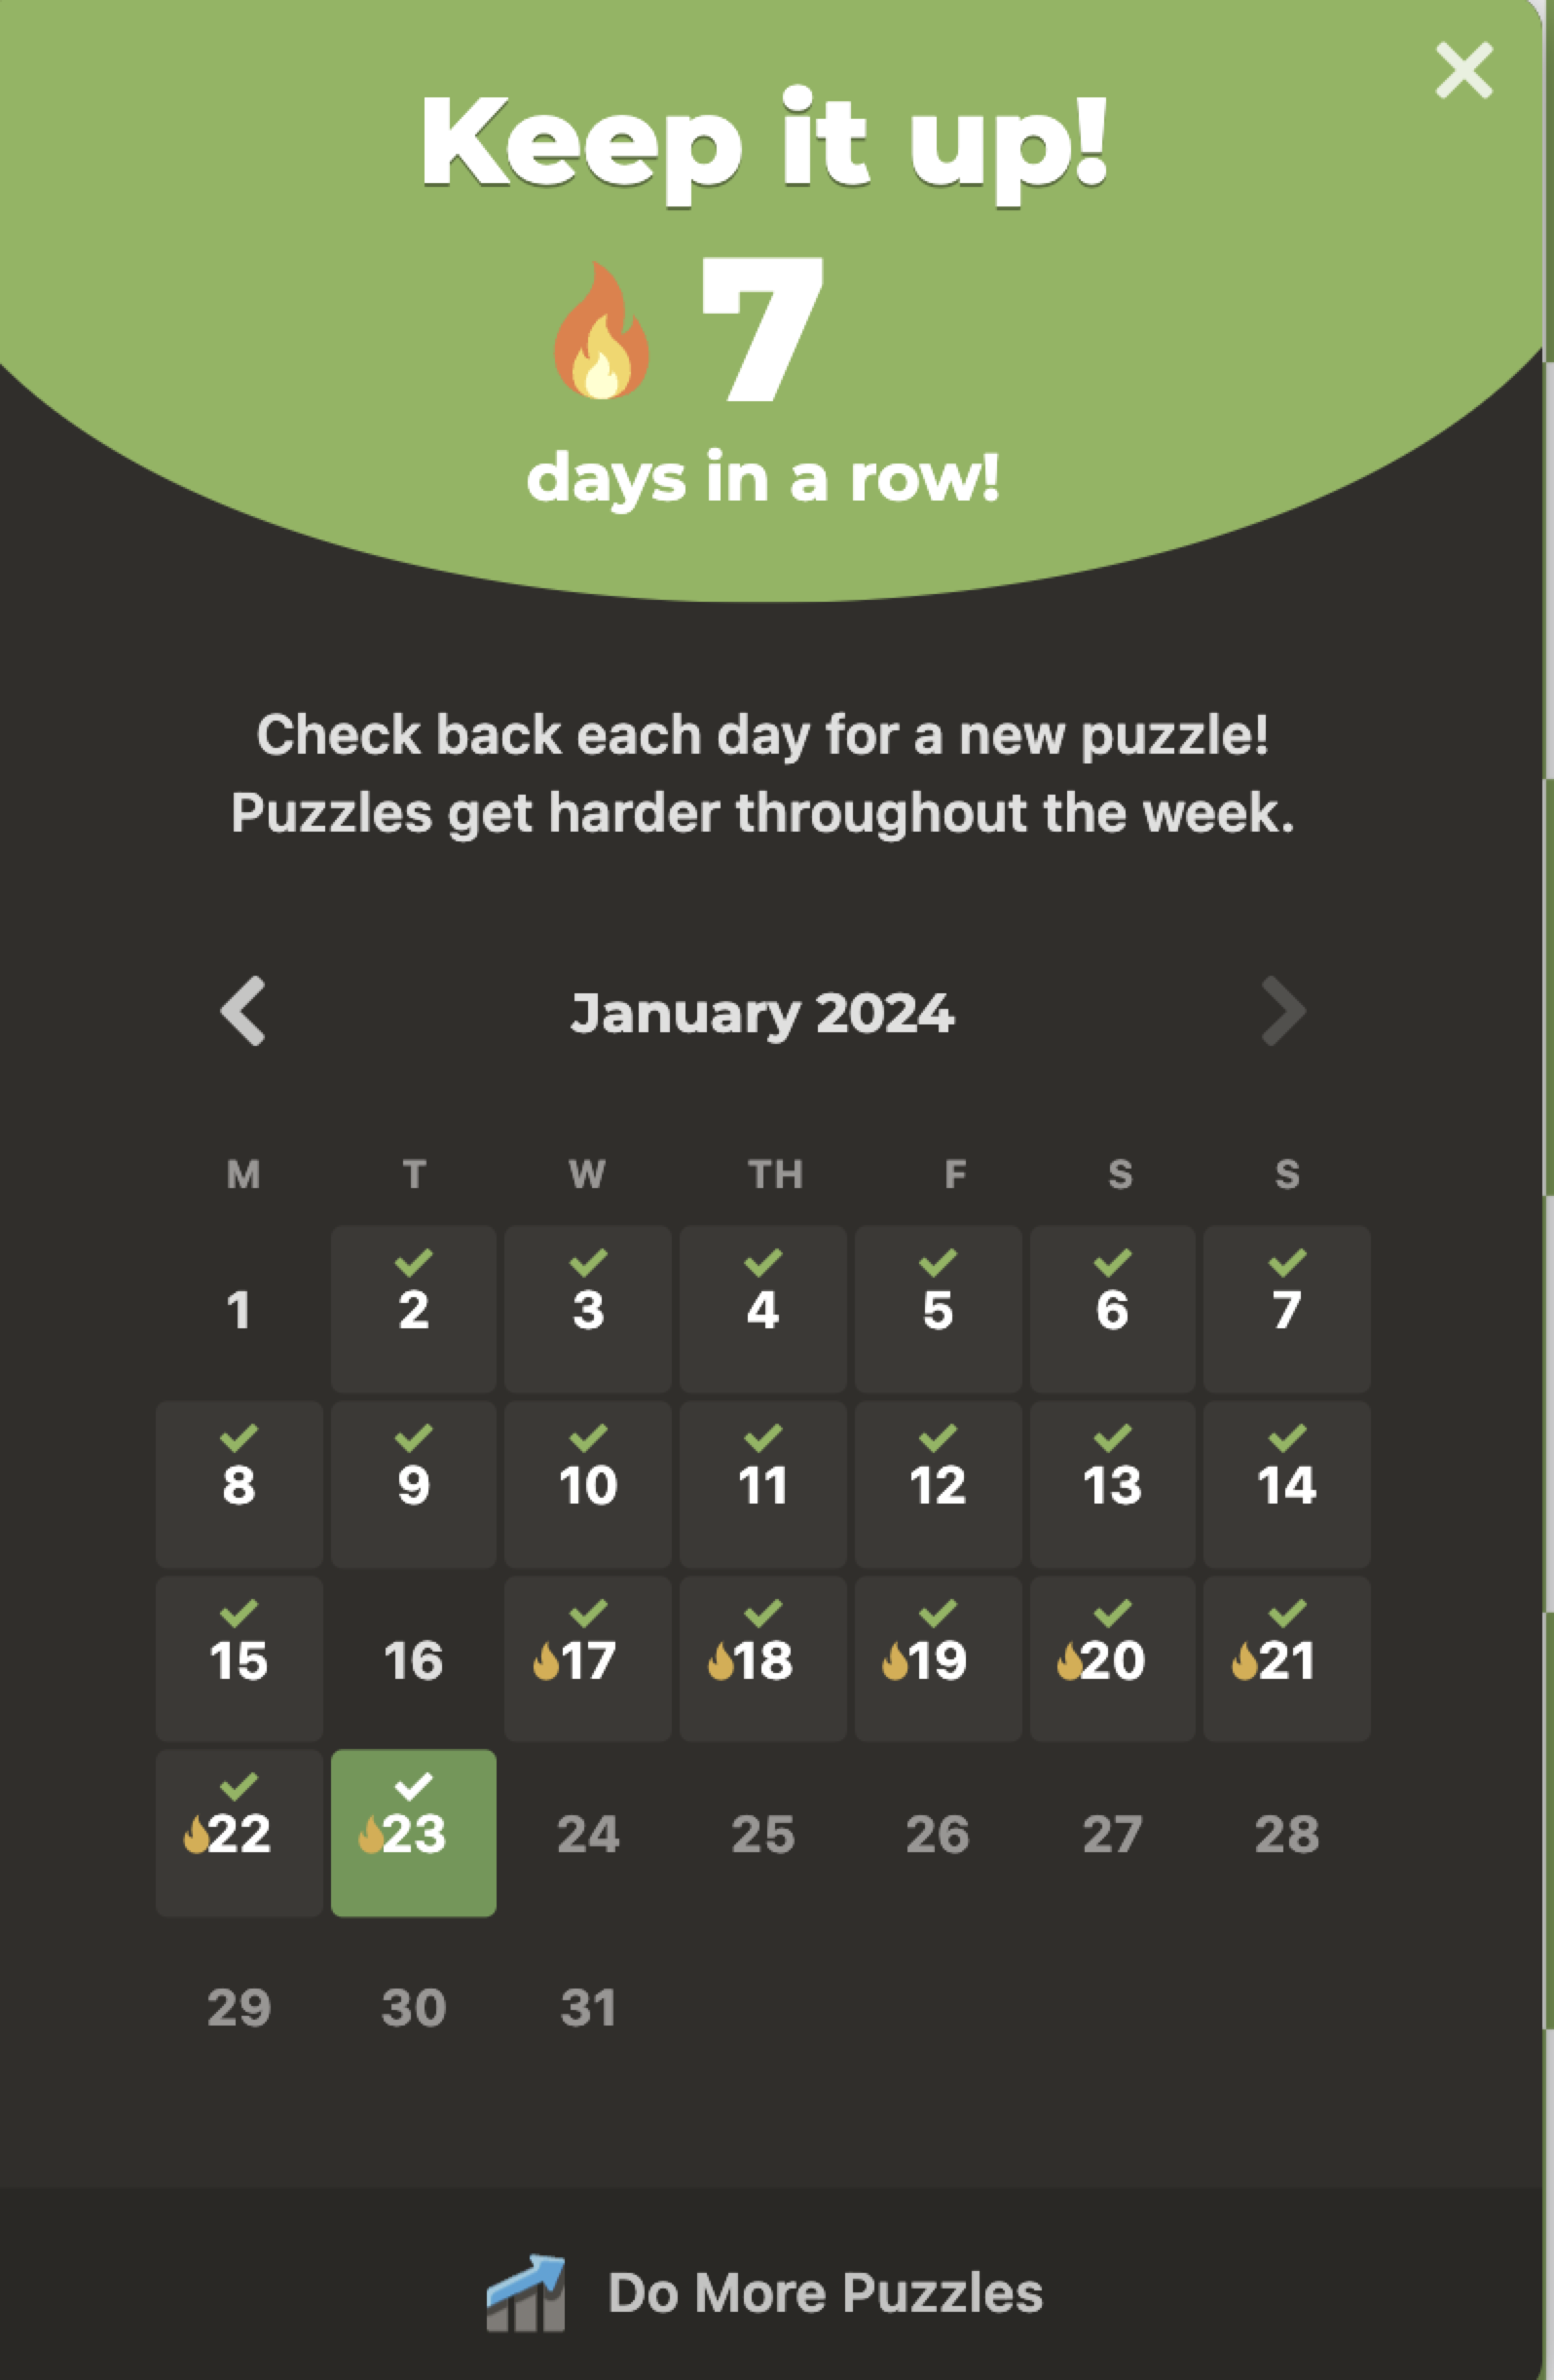 Keep it up!
7
days in a row!
Check back each day for a new puzzle!
Puzzles get harder throughout the week.
January 2024
M T W TH F S S
1 2 3 4 5 6 7
8 9 10 11 12 13 14
15 16 17 18 19 20 21
22 23 24 25 26 27 28
29 30 31
Do More Puzzles